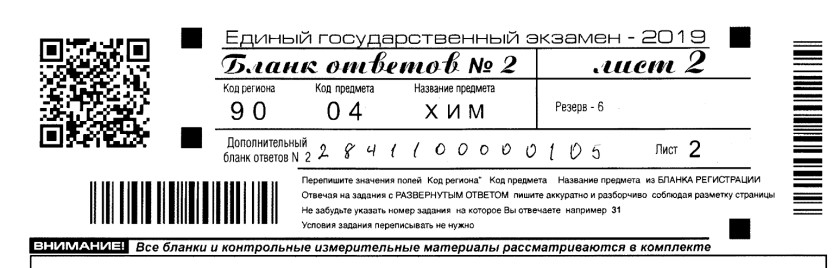 Единый государственный экзамен - 2019
Бланк ответов № 2 лист 2
Код региона Код предмета Название предмета
90 04 ХИМ Резерв - 6
Дополнительный
бланк ответов N 2 2841100000105 Лист 2
Перепишите значения полей Код региона" Код предмета Название предмета из БЛАНКА РЕГИСТРАЦИИ
Отвечая на задания с РАЗВЕРНУТЫМ ОТВЕТОМ пишите аккуратно и разборчиво соблюдая разметку страницы
Не забудьте указать номер задания на которое Вы отвечаете например 31
Условия задания переписывать не нужно
ВНИМАНИЕ! Все бланки и контрольные измерительные материалы рассматриваются в комплекте